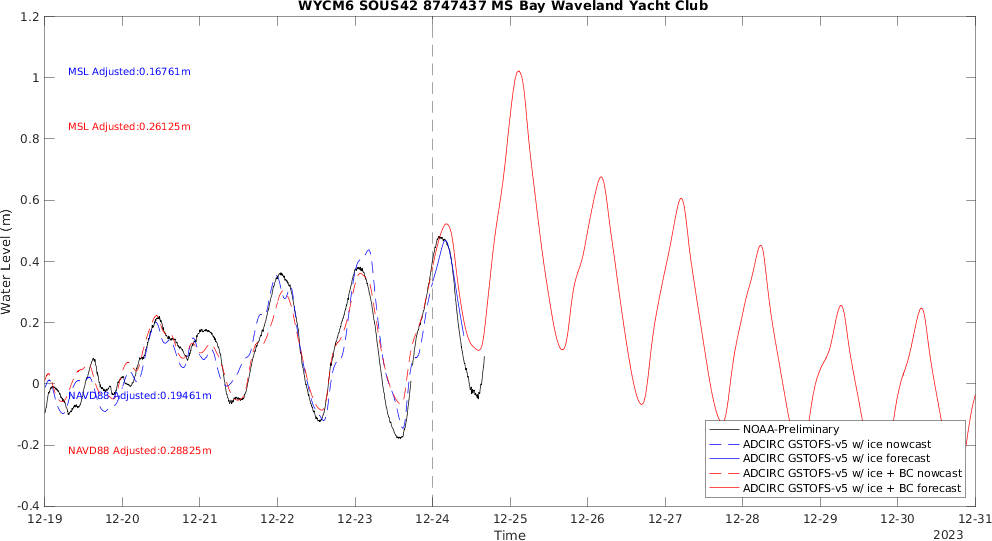 WYCM6 SOUS42 8747437 MS Bay Waveland Yacht Club
Water Level (m)
1.2
1
0.8
0.6
0.4
0.2
0
-0.2
-0.4
MSL Adjusted:0.16761m
MSL Adjusted:0.26125m
NAVD88 Adjusted:0.19461m
NAVD88 Adjusted:0.28825m
NOAA-Preliminary
ADCIRC GSTOFS-v5 w/ ice nowcast
ADCIRC GSTOFS-v5 w/ ice forecast
ADCIRC GSTOFS-v5 w/ ice + BC nowcast
ADCIRC GSTOFS-v5 w/ ice + BC forecast
12-19 12-20 12-21 12-22 12-23 12-24 12-25 12-26 12-27 12-28 12-29 12-30 12-31
Time
2023